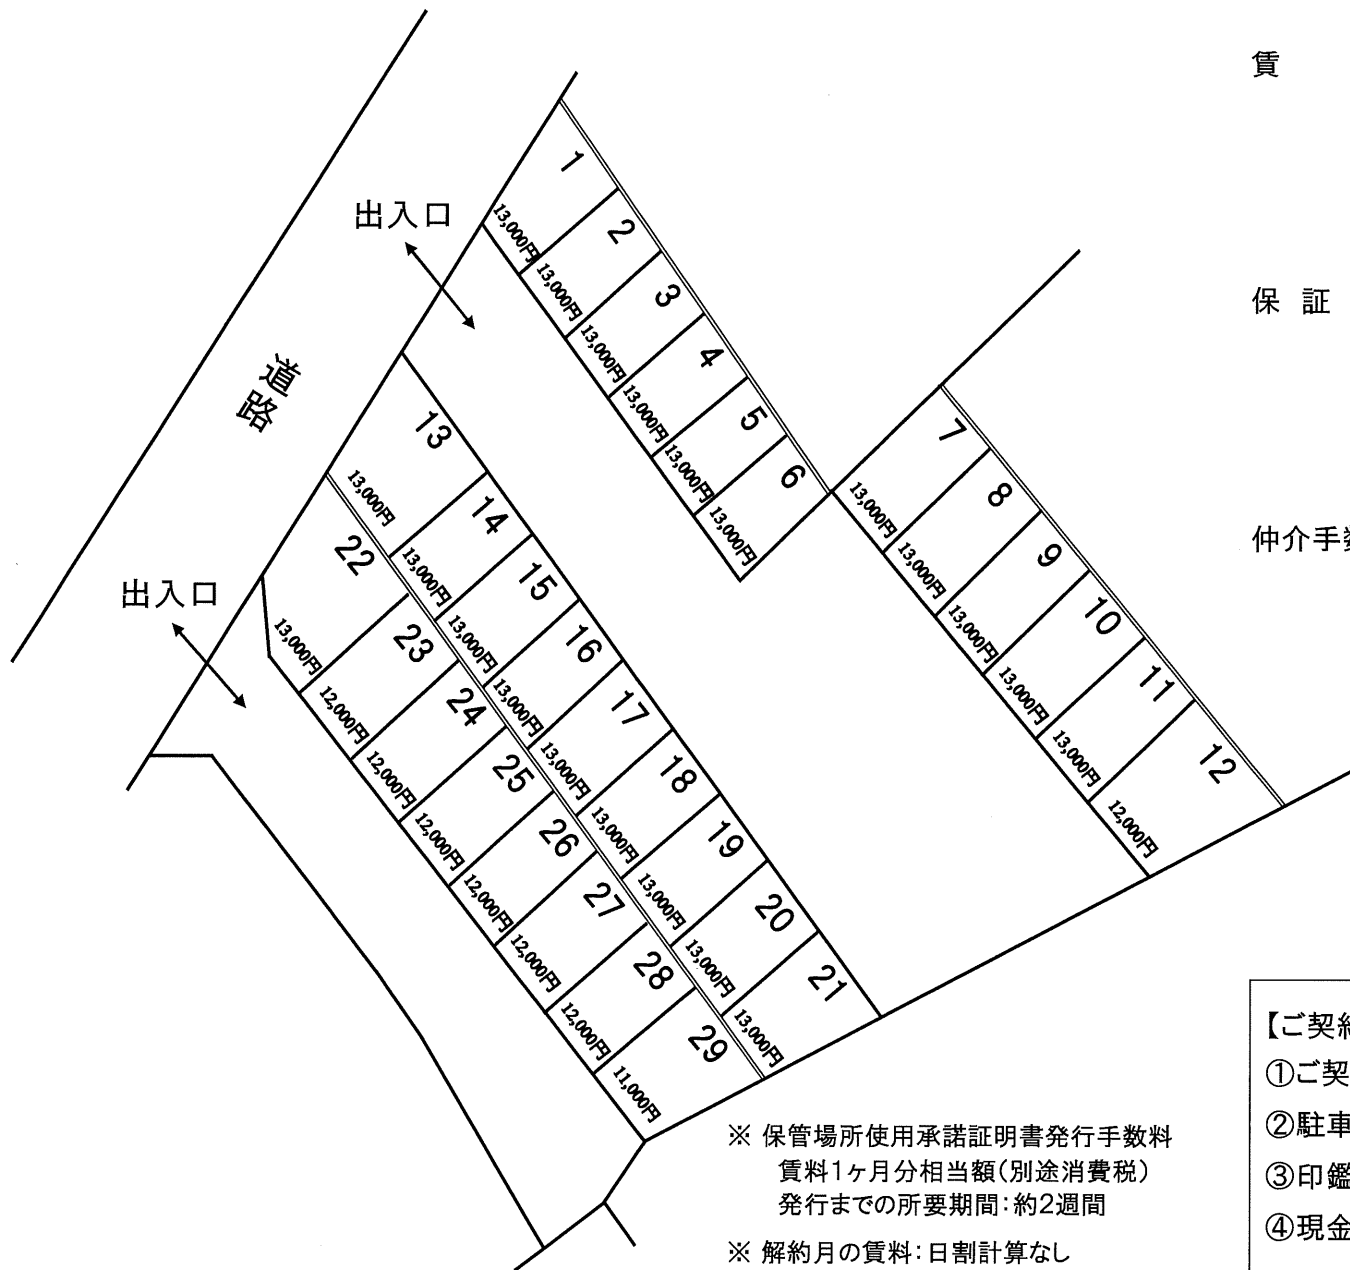 賃
保 証
仲介手数
出入口
道路
出入口
1
13,000円
2
13,000円
3
13,000円
4
13,000円
5
13,000円
6
13,000円
7
13,000円
8
13,000円
9
13,000円
10
13,000円
11
13,000円
12
12,000円
13
13,000円
14
13,000円
15
13,000円
16
13,000円
17
13,000円
18
13,000円
19
13,000円
20
13,000円
21
13,000円
22
13,000円
23
12,000円
24
12,000円
25
12,000円
26
12,000円
27
12,000円
28
12,000円
29
11,000円
※ 保管場所使用承諾証明書発行手数料
賃料1ヶ月分相当額(別途消費税)
発行までの所要期間:約2週間
※ 解約月の賃料:日割計算なし
【ご契約
①ご契
②駐車
③印鑑
④現金